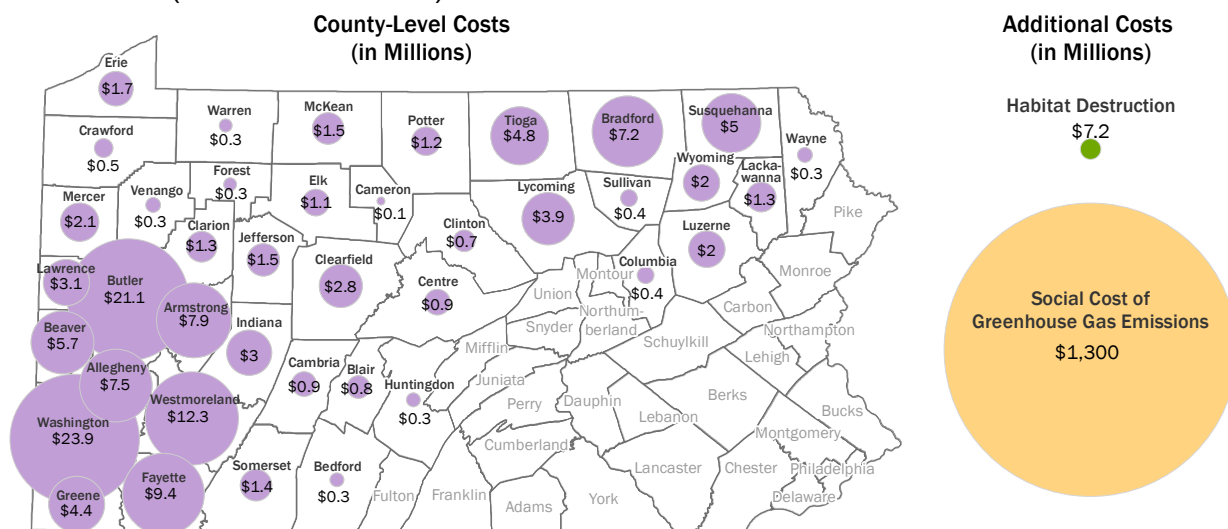 County-Level Costs
(in Millions)
Additional Costs
(in Millions)
Erie
$1.7
Warren
$0.3
McKean
$1.5
Potter
$1.2
Tioga
$4.8
Bradford
$7.2
Susquehanna
$5
Wayne
$0.3
Habitat Destruction
$7.2
Crawford
$0.5
Mercer
$2.1
Venango
$0.3
Forest
$0.3
Elk
$1.1
Cameron
$0.1
Clarion
$1.3
Jefferson
$1.5
Clinton
$0.7
Lycoming
$3.9
Sullivan
$0.4
Wyoming
$2
Lacka-
wanna
$1.3
Luzerne
$2
Pike
Lawrence
$3.1
Butler
$21.1
Armstrong
$7.9
Clearfield
$2.8
Centre
$0.9
Columbia
$0.4
Montour
Union
Northum-
berland
Snyder
Monroe
Carbon
Northampton
Schuylkill
Lehigh
Beaver
$5.7
Indiana
$3
Allegheny
$7.5
Cambria
$0.9
Blair
$0.8
Huntingdon
$0.3
Mifflin
Juniata
Perry
Dauphin
Lebanon
Berks
Bucks
Montgomery
Washington
$23.9
Westmoreland
$12.3
Cumberland
Lancaster
Chester
Philadelphia
Delaware
Greene
$4.4
Fayette
$9.4
Somerset
$1.4
Bedford
$0.3
Fulton
Franklin
Adams
York
Social Cost of
Greenhouse Gas Emissions
$1,300